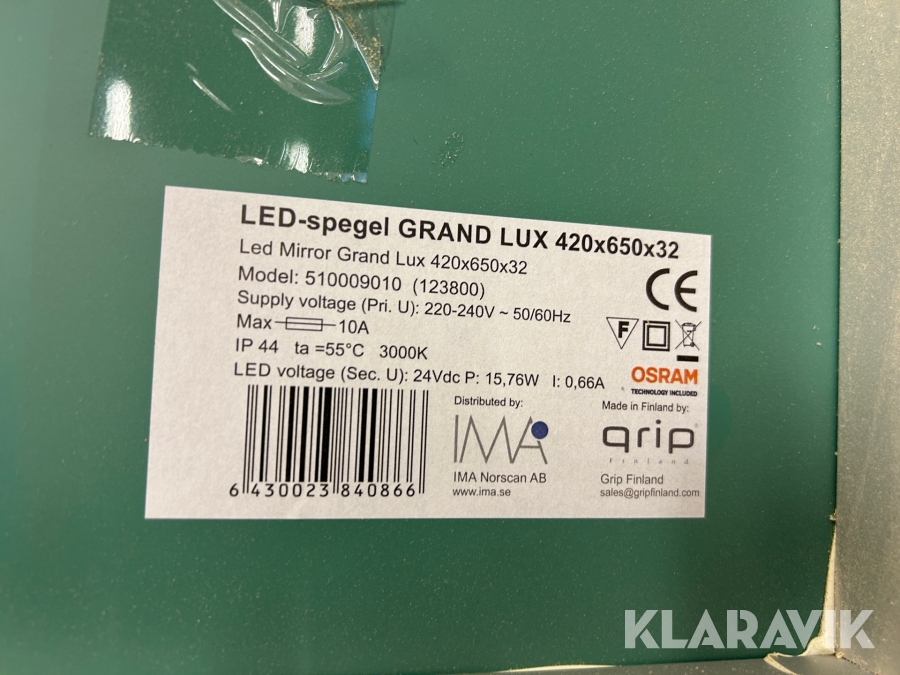 LED-spegel GRAND LUX 420x650x32
Led Mirror Grand Lux 420x650x32
Model: 510009010 (123800)
Supply voltage (Pri. U): 220-240V ~ 50/60Hz
Max 10A
IP 44 ta =55°C 3000K
LED voltage (Sec. U): 24Vdc P: 15,76W I: 0,66A
CE
F
OSRAM
TECHNOLOGY INCLUDED
6 430023 840866
Distributed by:
IMA
IMA Norscan AB
www.ima.se
Made in Finland by:
grip
Finland
Grip Finland
sales@gripfinland.com
KLARAVIK